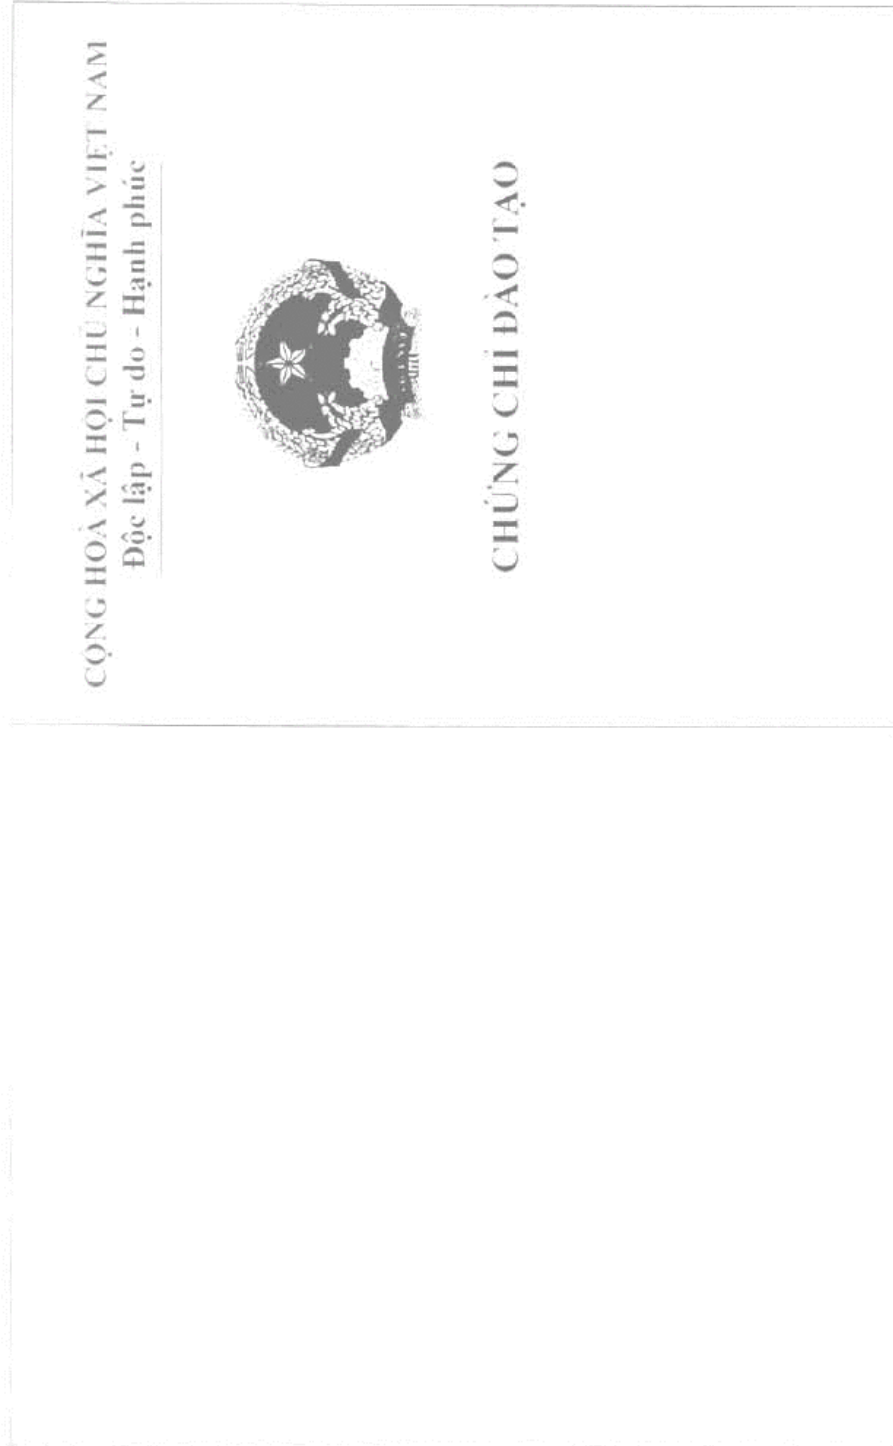 CỘNG HOÀ XÃ HỘI CHỦ NGHĨA VIỆT NAM
Độc lập - Tự do - Hạnh phúc
CHỨNG CHỈ ĐÀO TẠO